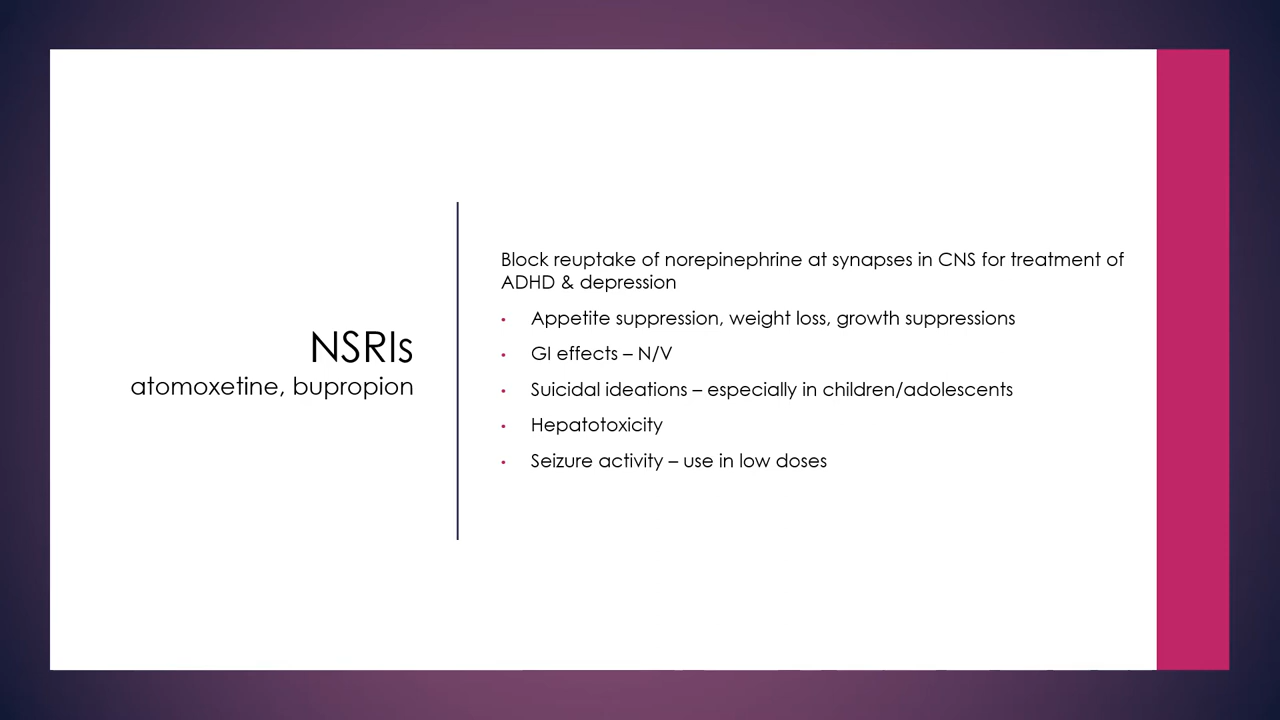 NSRIs
atomoxetine, bupropion
Block reuptake of norepinephrine at synapses in CNS for treatment of
ADHD & depression
• Appetite suppression, weight loss, growth suppressions
• GI effects – N/V
• Suicidal ideations – especially in children/adolescents
• Hepatotoxicity
• Seizure activity – use in low doses